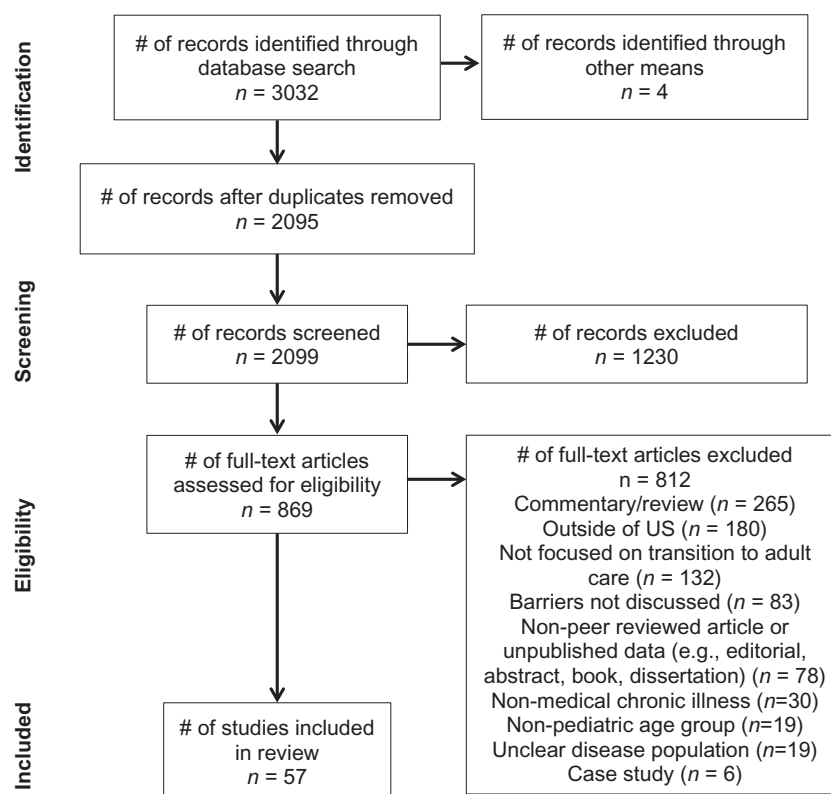 Identification
# of records identified through
database search
n = 3032
# of records identified through
other means
n = 4
# of records after duplicates removed
n = 2095
Screening
# of records screened
n = 2099
# of records excluded
n = 1230
Eligibility
# of full-text articles
assessed for eligibility
n = 869
# of full-text articles excluded
n = 812
Commentary/review (n = 265)
Outside of US (n = 180)
Not focused on transition to adult
care (n = 132)
Barriers not discussed (n = 83)
Non-peer reviewed article or
unpublished data (e.g., editorial,
abstract, book, dissertation) (n = 78)
Non-medical chronic illness (n=30)
Non-pediatric age group (n=19)
Unclear disease population (n=19)
Case study (n = 6)
Included
# of studies included
in review
n = 57